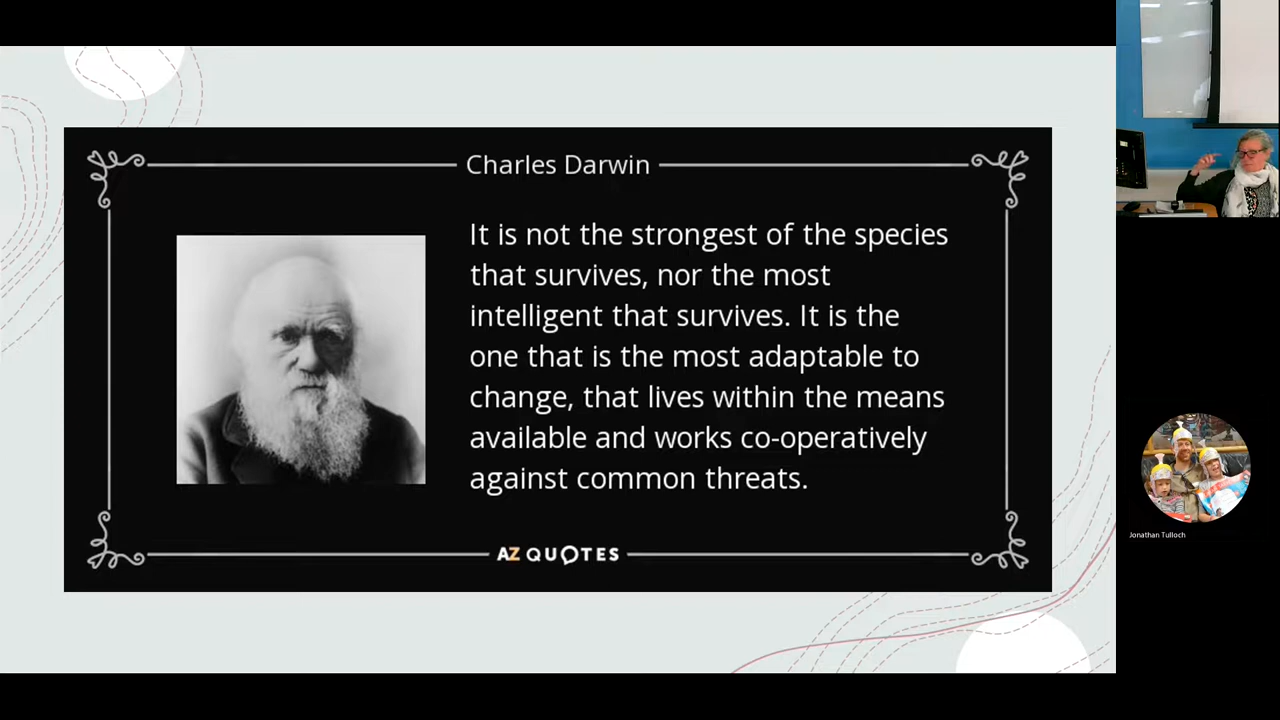 Charles Darwin
It is not the strongest of the species
that survives, nor the most
intelligent that survives. It is the
one that is the most adaptable to
change, that lives within the means
available and works co-operatively
against common threats.
AZ QUOTES
Jonathan Tulloch